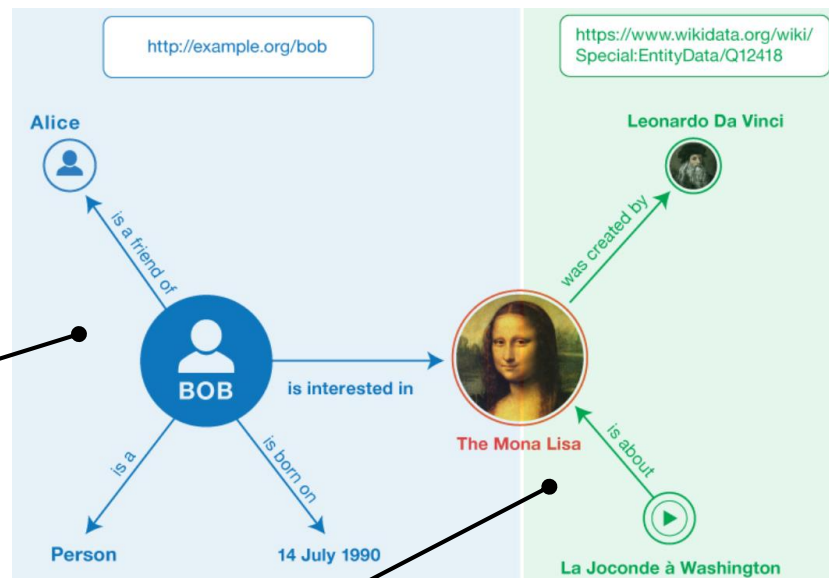 http://example.org/bob
https://www.wikidata.org/wiki/
Special:EntityData/Q12418
Alice
Leonardo Da Vinci
is a friend of
was created by
BOB
is interested in
The Mona Lisa
is a
is born on
is about
Person
14 July 1990
La Joconde à Washington